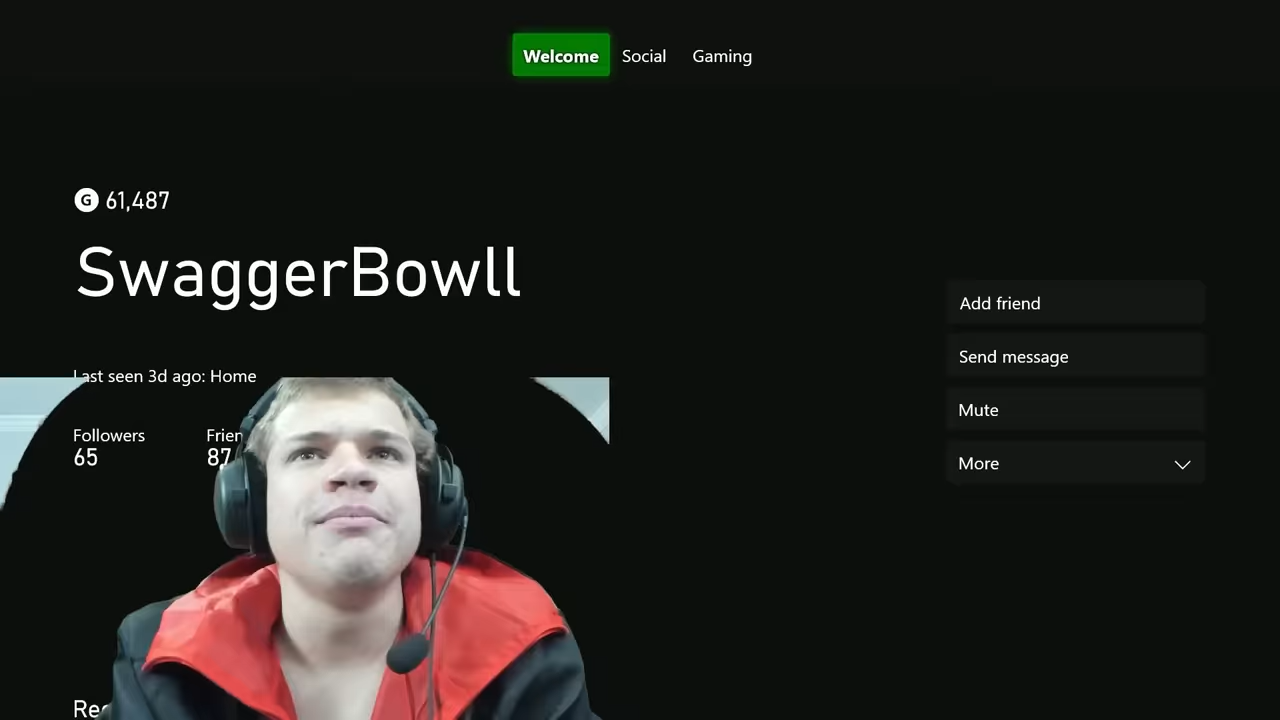 Welcome Social Gaming
G 61,487
SwaggerBowll
Last seen 3d ago: Home
Followers
65 87
Add friend
Send message
Mute
More